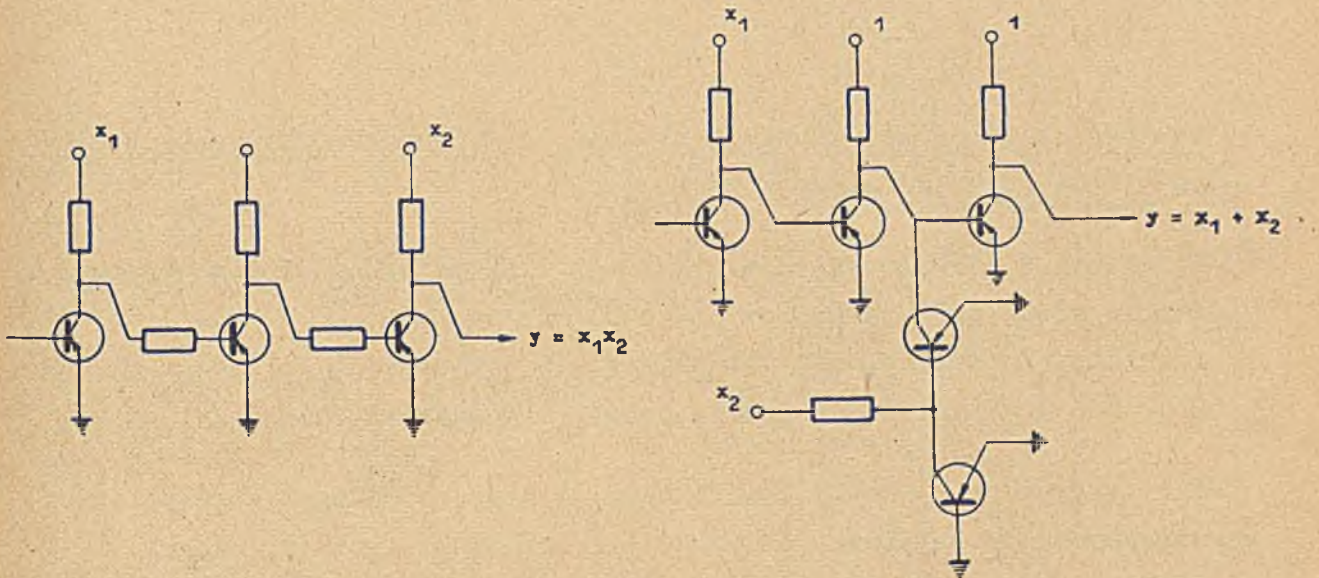 x₁
x₂
y = x₁x₂
x₁
1
1
y = x₁ + x₂
x₂